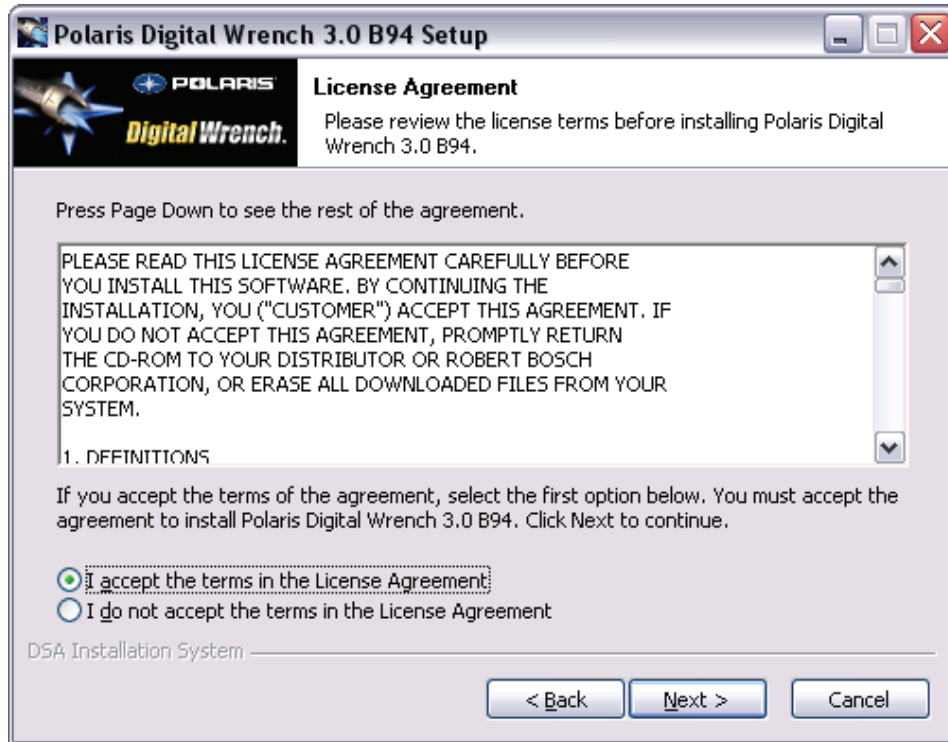 Polaris Digital Wrench 3.0 B94 Setup
POLARIS
Digital Wrench.
License Agreement
Please review the license terms before installing Polaris Digital
Wrench 3.0 B94.
Press Page Down to see the rest of the agreement.
PLEASE READ THIS LICENSE AGREEMENT CAREFULLY BEFORE
YOU INSTALL THIS SOFTWARE. BY CONTINUING THE
INSTALLATION, YOU ("CUSTOMER") ACCEPT THIS AGREEMENT. IF
YOU DO NOT ACCEPT THIS AGREEMENT, PROMPTLY RETURN
THE CD-ROM TO YOUR DISTRIBUTOR OR ROBERT BOSCH
CORPORATION, OR ERASE ALL DOWNLOADED FILES FROM YOUR
SYSTEM.
1. DEFINITIONS
If you accept the terms of the agreement, select the first option below. You must accept the
agreement to install Polaris Digital Wrench 3.0 B94. Click Next to continue.
I accept the terms in the License Agreement
I do not accept the terms in the License Agreement
DSA Installation System
< Back Next > Cancel